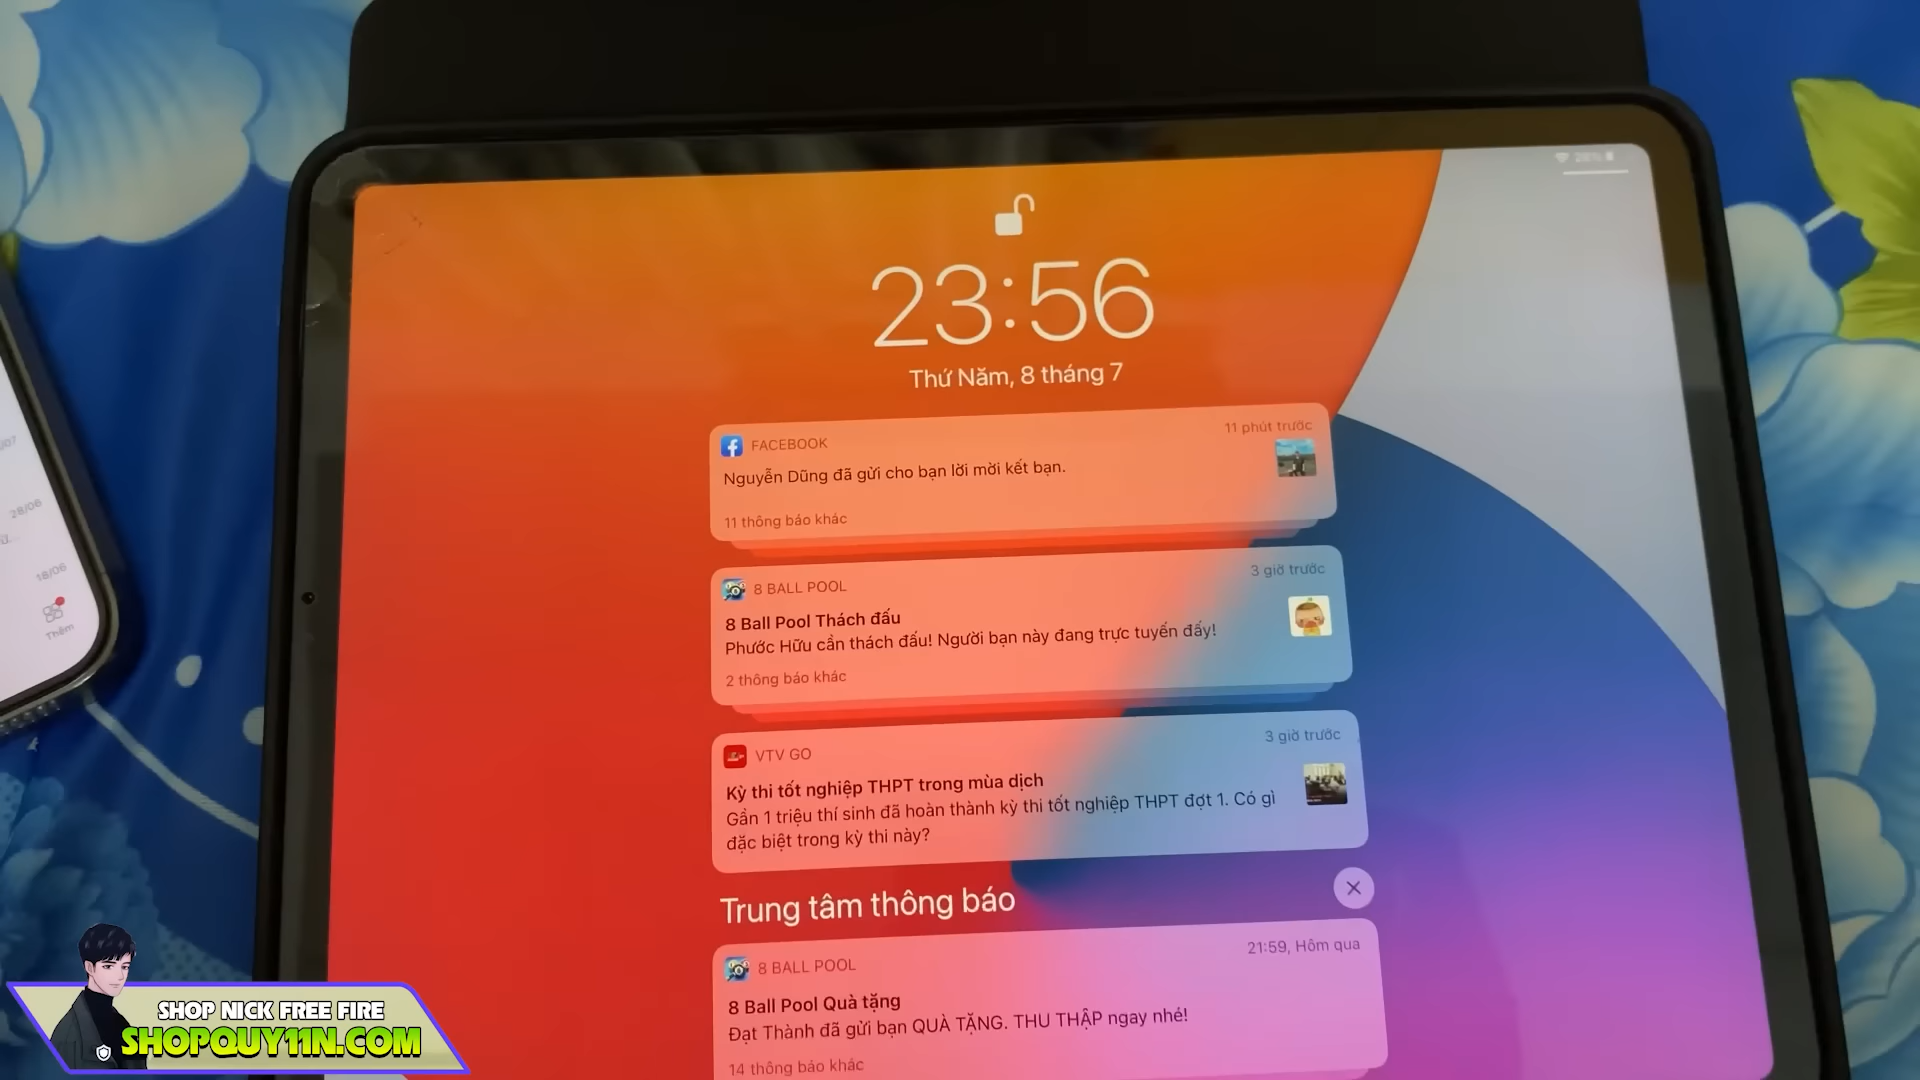 23:56
Thứ Năm, 8 tháng 7
FACEBOOK
11 phút trước
Nguyễn Dũng đã gửi cho bạn lời mời kết bạn.
11 thông báo khác
8 BALL POOL
3 giờ trước
8 Ball Pool Thách đấu
Phước Hữu cần thách đấu! Người bạn này đang trực tuyến đấy!
2 thông báo khác
VTV GO
3 giờ trước
Kỳ thi tốt nghiệp THPT trong mùa dịch
Gần 1 triệu thí sinh đã hoàn thành kỳ thi tốt nghiệp THPT đợt 1. Có gì
đặc biệt trong kỳ thi này?
Trung tâm thông báo
8 BALL POOL
21:59, Hôm qua
8 Ball Pool Quà tặng
Đạt Thành đã gửi bạn QUÀ TẶNG. THU THẬP ngay nhé!
14 thông báo khác
28/06
18/06
Thêm
SHOP NICK FREE FIRE
SHOPQUY11N.COM